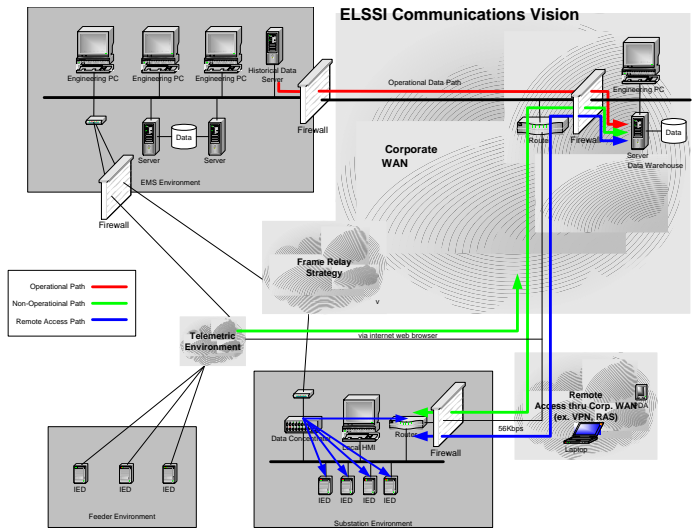 ELSSI Communications Vision
Engineering PC
Engineering PC
Engineering PC
Historical Data
Server
Operational Data Path
Engineering PC
Firewall
Data
Server
Server
EMS Environment
Corporate
WAN
Route
Firewall
Data
Server
Data Warehouse
Firewall
Frame Relay
Strategy
v
Operational Path
Non-Operatioinal Path
Remote Access Path
Telemetric
Environment
via internet web browser
Remote
Access thru Corp. WAN
(ex. VPN, RAS)
PDA
Laptop
Data Concentrator
Local HMI
Router
Firewall
56Kbps
IED
IED
IED
Feeder Environment
IED
IED
IED
IED
Substation Environment